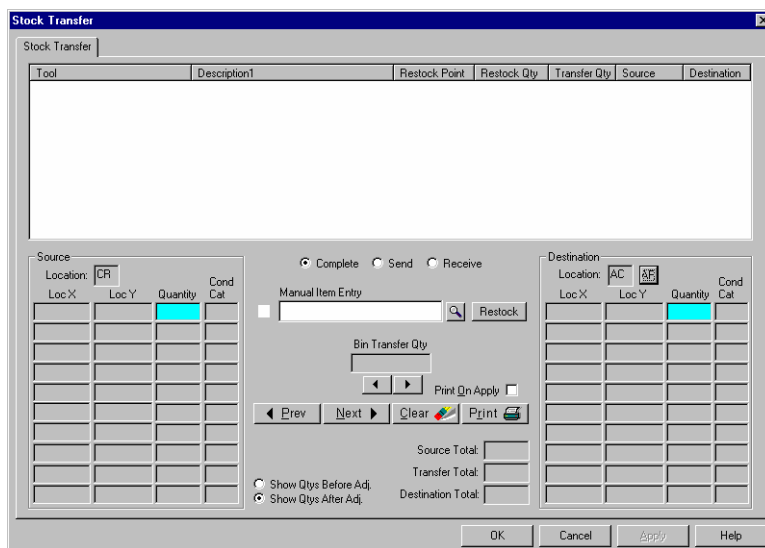 Stock Transfer
Stock Transfer
Tool Description1 Restock Point Restock Qty Transfer Qty Source Destination
Source
Location: CR
Loc X Loc Y Quantity Cond Cat
Complete Send Receive
Manual Item Entry
Restock
Bin Transfer Qty
Print On Apply
Prev Next Clear Print
Source Total:
Transfer Total:
Destination Total:
Show Qtys Before Adj.
Show Qtys After Adj.
Destination
Location: AC
Loc X Loc Y Quantity Cond Cat
OK Cancel Apply Help